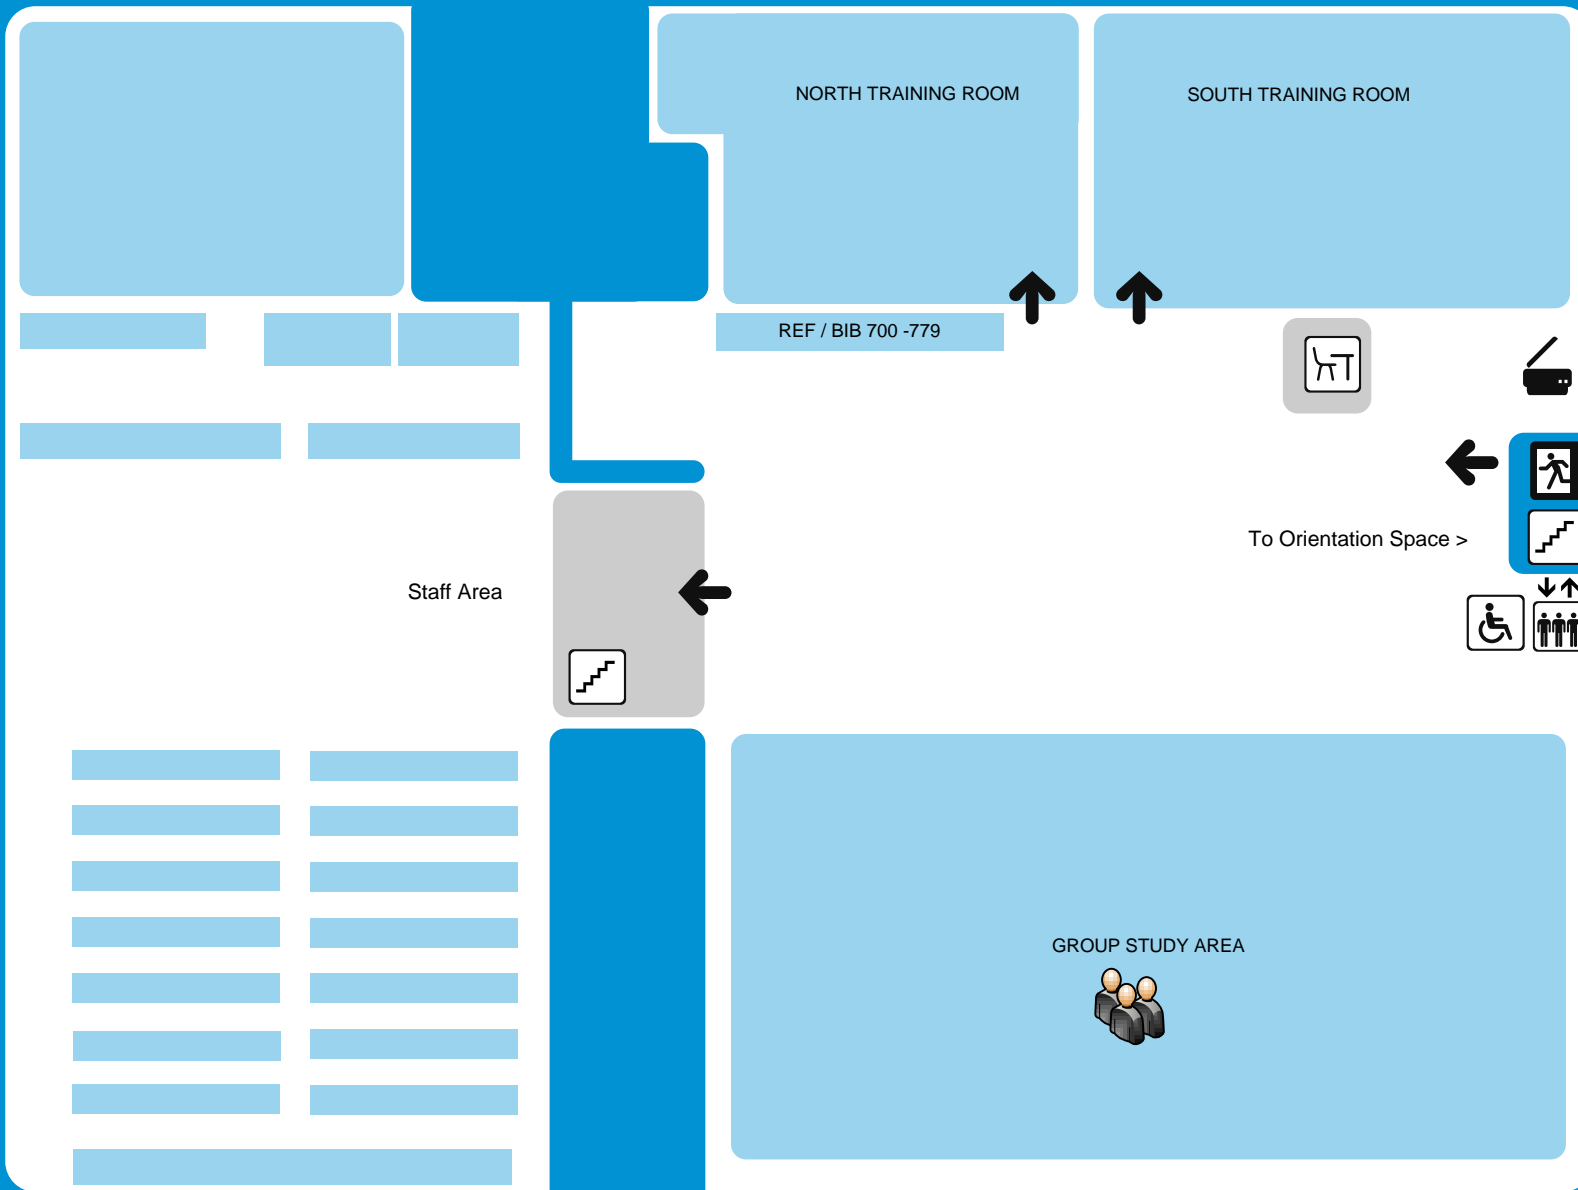 NORTH TRAINING ROOM
SOUTH TRAINING ROOM
REF / BIB 700 -779
To Orientation Space >
Staff Area
GROUP STUDY AREA